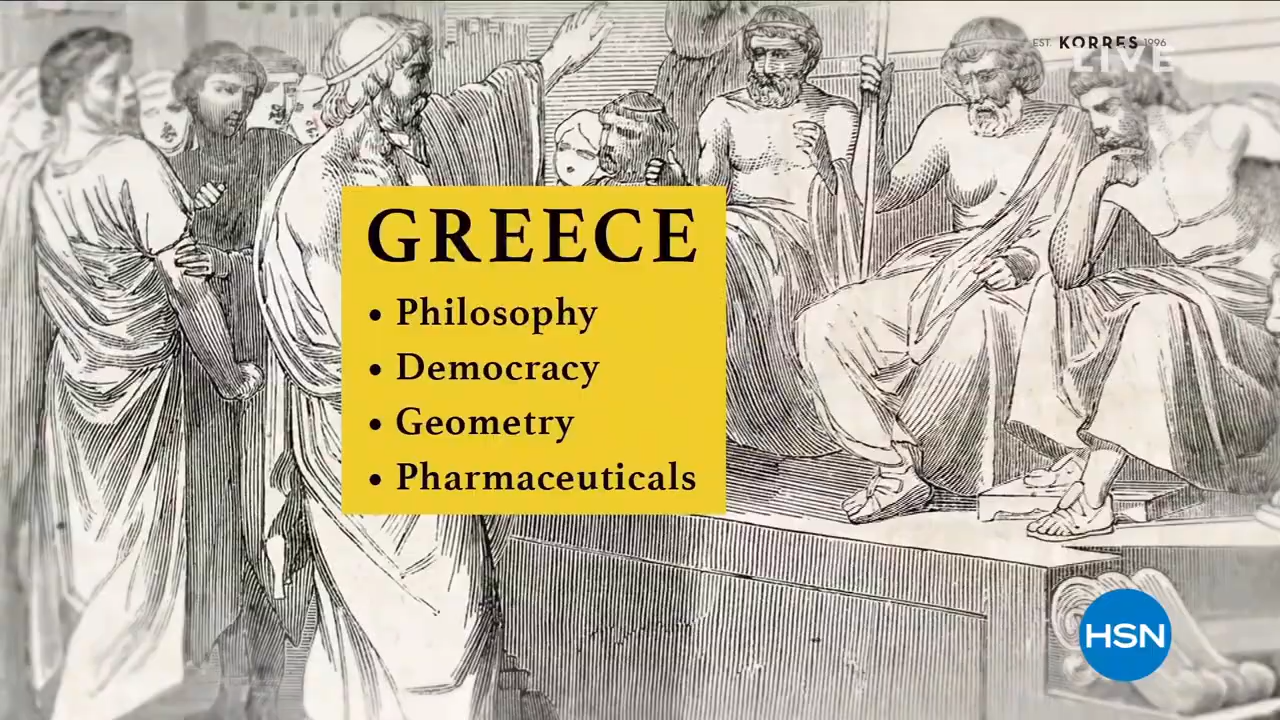 EST. KORRES 1996
LIVE
GREECE
• Philosophy
• Democracy
• Geometry
• Pharmaceuticals
HSN